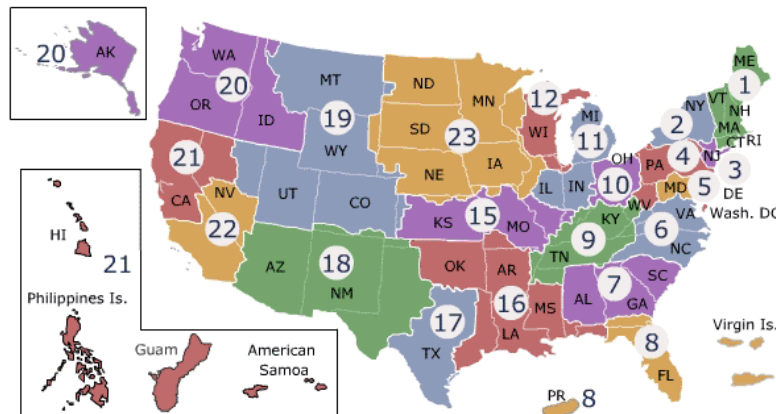 20
AK
WA
20
OR
ID
MT
19
WY
ND
MN
SD
23
NE
IA
12
WI
MI
11
ME
1
VT
NY
NH
2
MA
CT
RI
OH
PA
4
NJ
3
10
MD
5
DE
WV
Wash. DC
21
CA
NV
22
UT
CO
KS
15
MO
IL
IN
KY
9
TN
VA
6
NC
HI
21
AZ
18
NM
OK
AR
16
MS
LA
AL
7
GA
SC
17
TX
8
FL
Philippines Is.
Guam
American
Samoa
Virgin Is.
PR
8